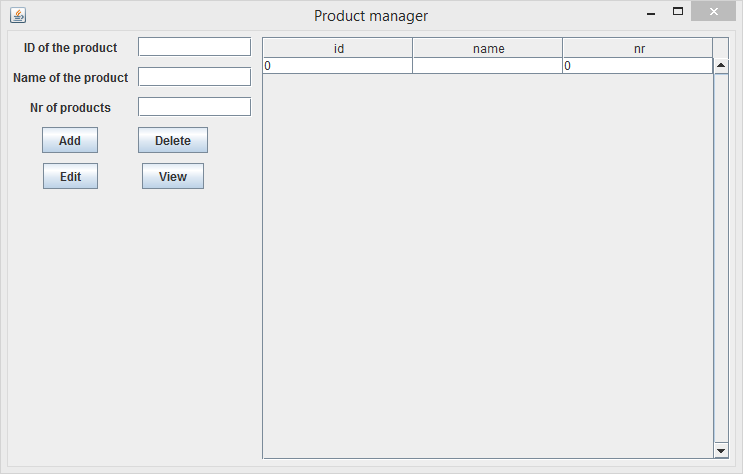 Product manager
ID of the product
Name of the product
Nr of products
Add Delete
Edit View
id name nr
0 0